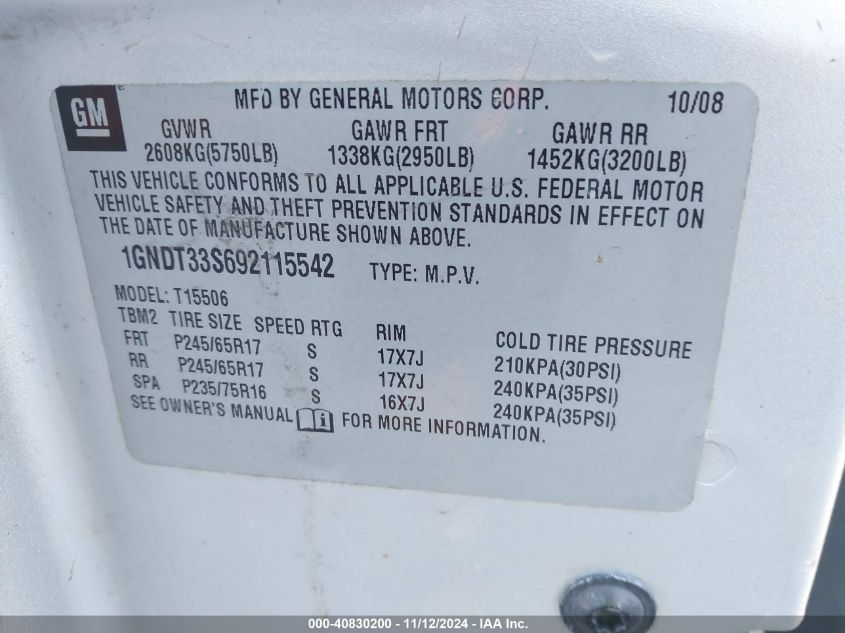 GM
MFD BY GENERAL MOTORS CORP. 10/08
GVWR GAWR FRT GAWR RR
2608KG(5750LB) 1338KG(2950LB) 1452KG(3200LB)
THIS VEHICLE CONFORMS TO ALL APPLICABLE U.S. FEDERAL MOTOR
VEHICLE SAFETY AND THEFT PREVENTION STANDARDS IN EFFECT ON
THE DATE OF MANUFACTURE SHOWN ABOVE.
1GNDT33S692115542 TYPE: M.P.V.
MODEL: T15506
TBM2 TIRE SIZE SPEED RTG RIM COLD TIRE PRESSURE
FRT P245/65R17 S 17X7J 210KPA(30PSI)
RR P245/65R17 S 17X7J 240KPA(35PSI)
SPA P235/75R16 S 16X7J 240KPA(35PSI)
SEE OWNER'S MANUAL FOR MORE INFORMATION.
000-40830200 - 11/12/2024 - IAA Inc.